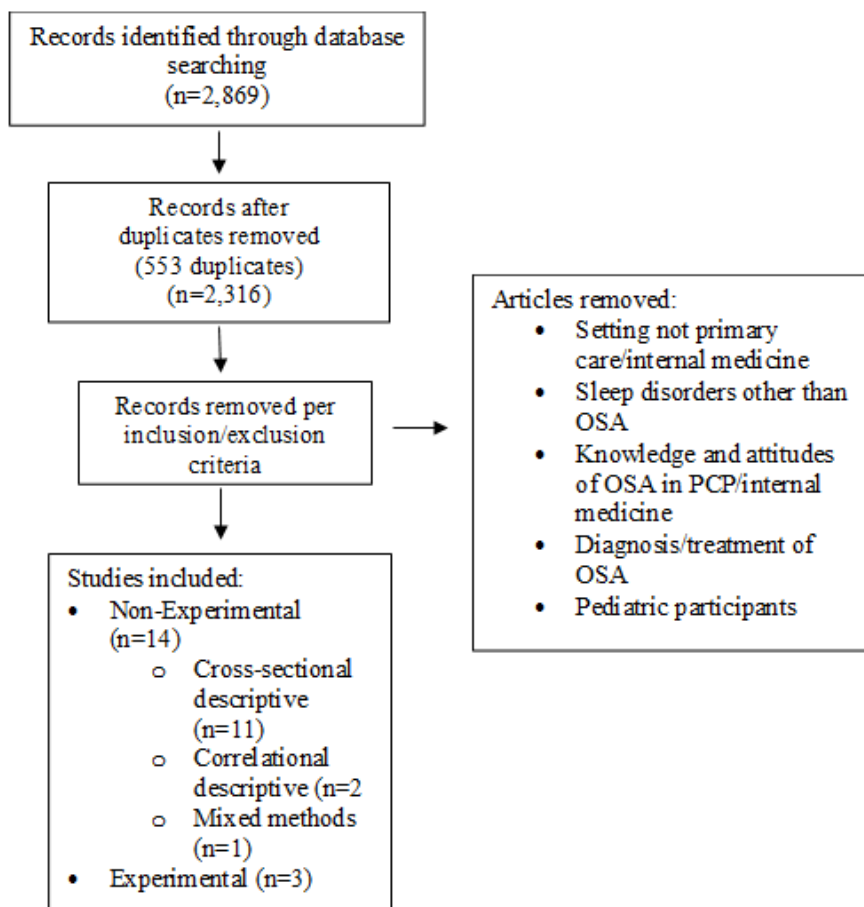 Records identified through database
searching
(n=2,869)
Records after
duplicates removed
(553 duplicates)
(n=2,316)
Records removed per
inclusion/exclusion
criteria
Articles removed:
• Setting not primary
care/internal medicine
• Sleep disorders other than
OSA
• Knowledge and attitudes
of OSA in PCP/internal
medicine
• Diagnosis/treatment of
OSA
• Pediatric participants
Studies included:
• Non-Experimental
(n=14)
o Cross-sectional
descriptive
(n=11)
o Correlational
descriptive (n=2
o Mixed methods
(n=1)
• Experimental (n=3)